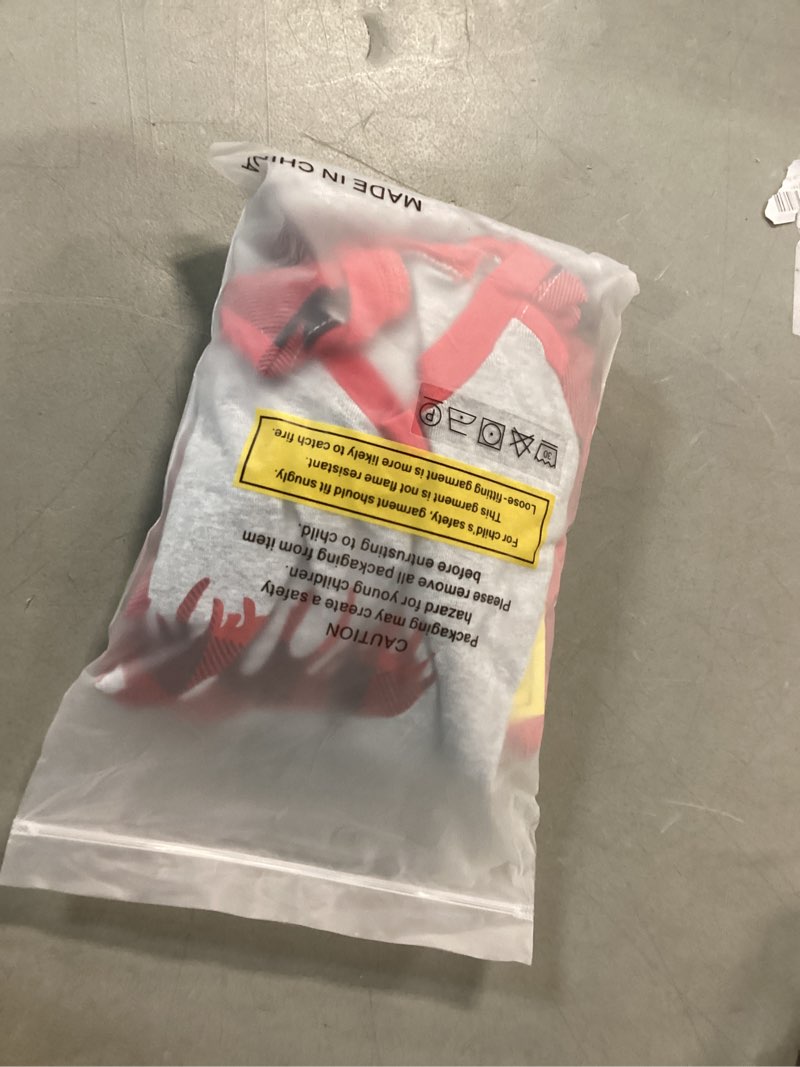 CAUTION
Packaging may create a safety
hazard for young children.
Please remove all packaging from item
before entrusting to child.
For child's safety, garment should fit snugly.
This garment is not flame resistant.
Loose-fitting garment is more likely to catch fire.
30
P
MADE IN CHINA